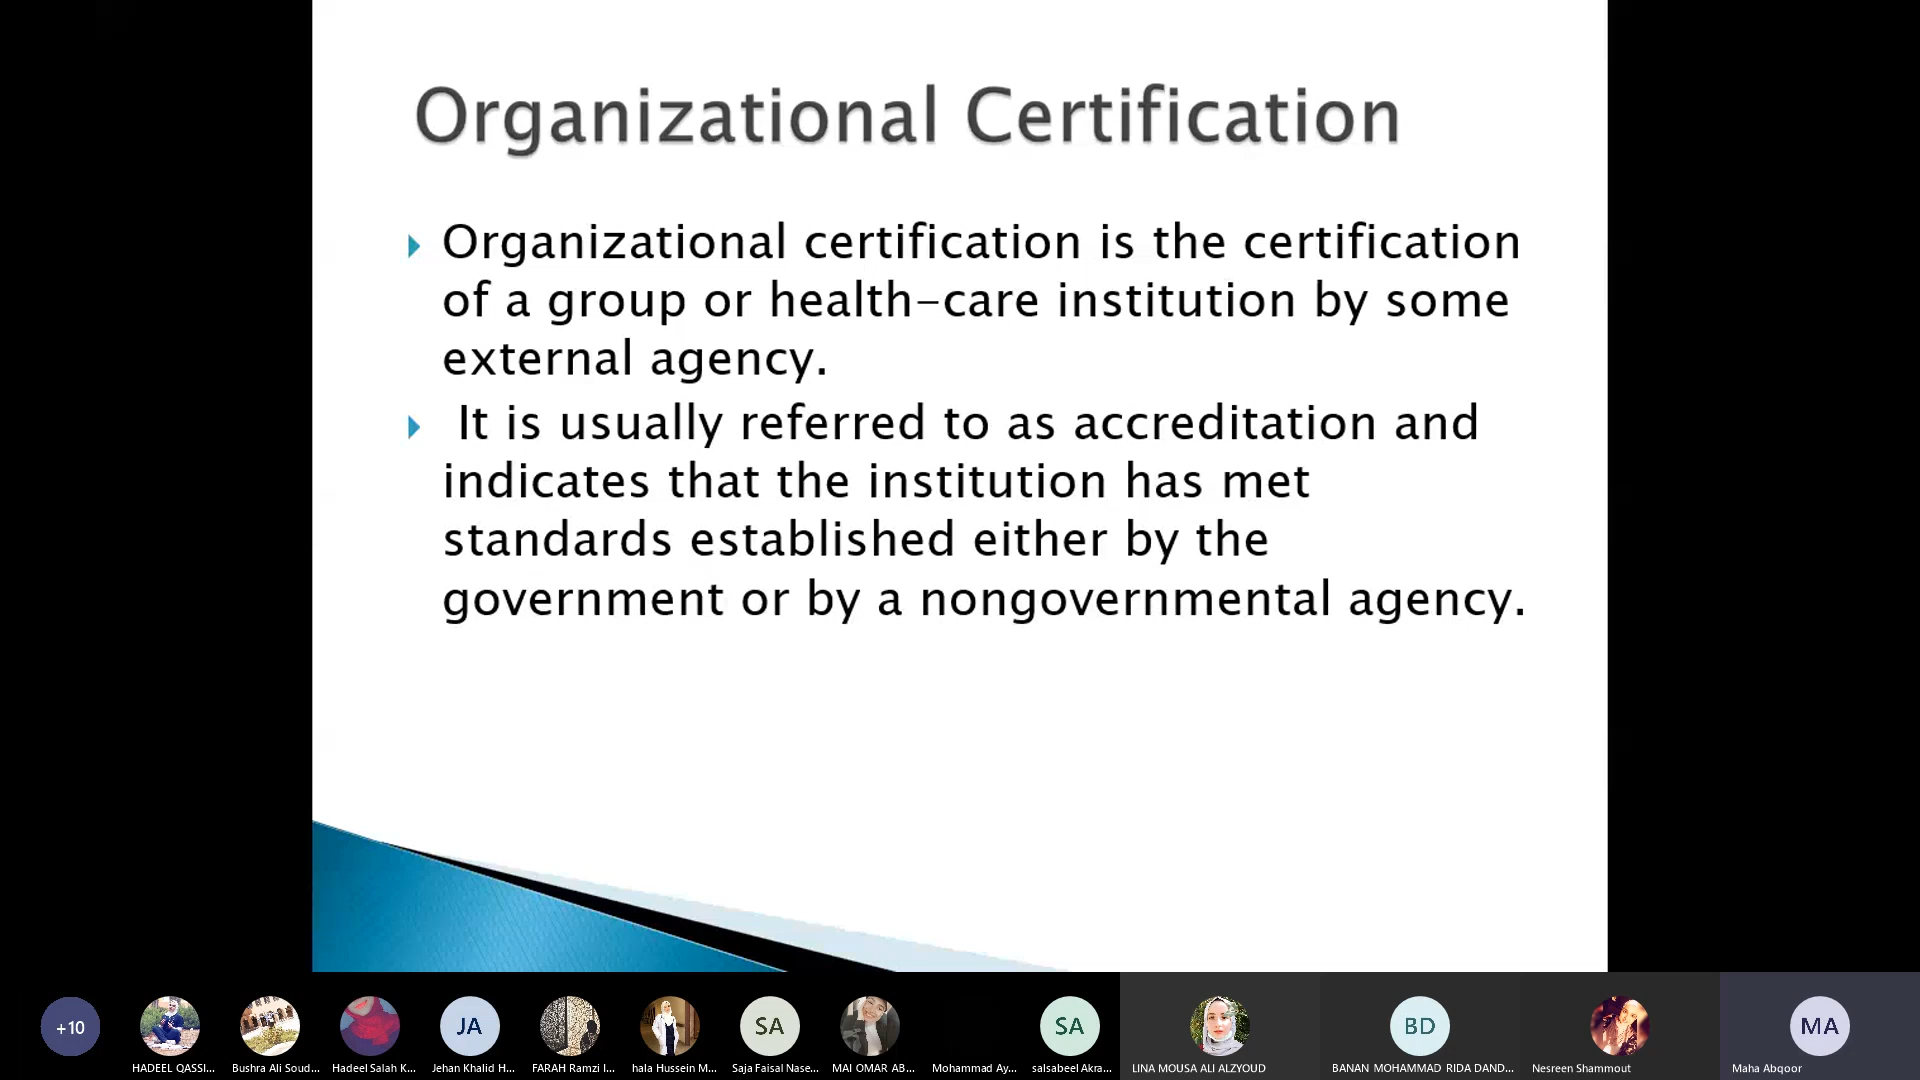 Organizational Certification
Organizational certification is the certification
of a group or health-care institution by some
external agency.
It is usually referred to as accreditation and
indicates that the institution has met
standards established either by the
government or by a nongovernmental agency.
+10
JA
SA
SA
BD
MA
HADEEL QASSI...
Bushra Ali Soud...
Hadeel Salah K...
Jehan Khalid H...
FARAH Ramzi I...
hala Hussein M...
Saja Faisal Nase...
MAI OMAR AB...
Mohammad Ay...
salsabeel Akra...
LINA MOUSA ALI ALZYOUD
BANAN MOHAMMAD RIDA DAND...
Nesreen Shammout
Maha Abqoor